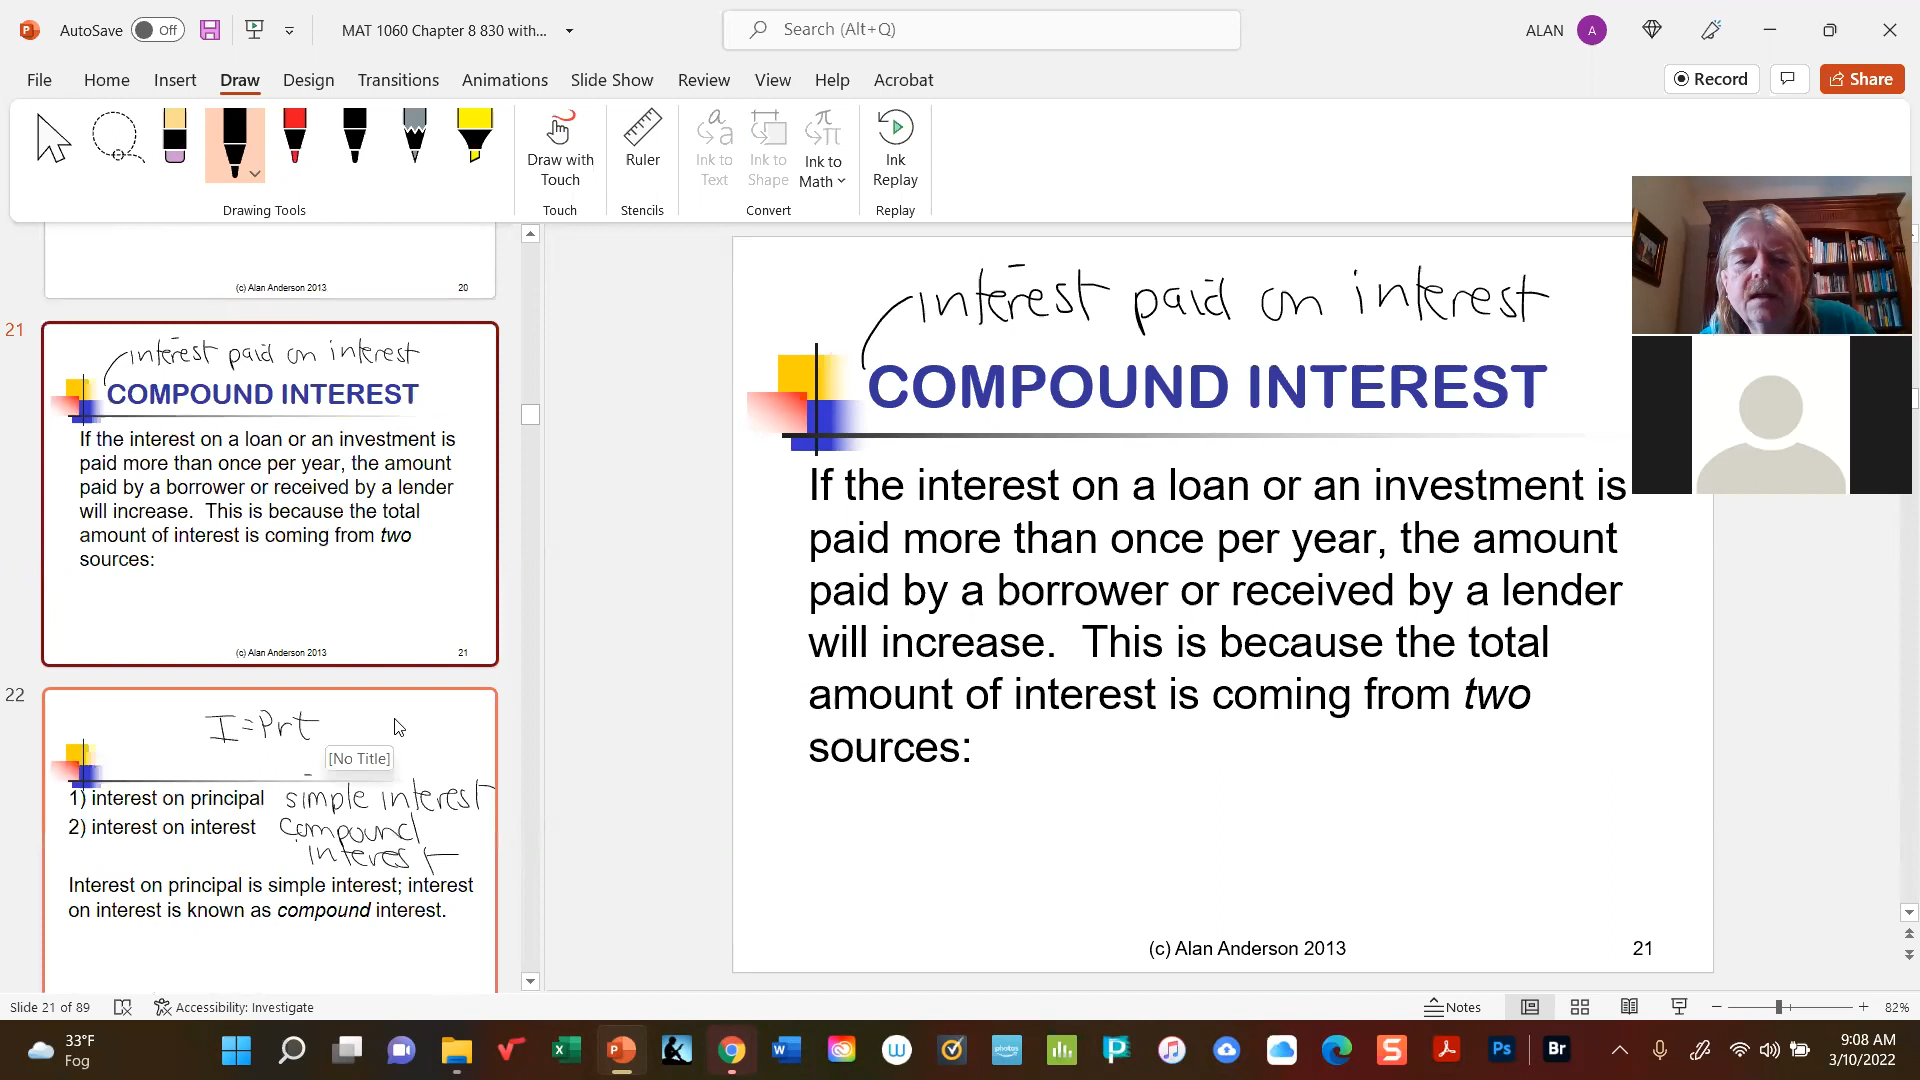 AutoSave Off MAT 1060 Chapter 8 830 with... Search (Alt+Q) ALAN A
File Home Insert Draw Design Transitions Animations Slide Show Review View Help Acrobat Record Share
Draw with Touch
Ruler
Ink to Text
Ink to Shape
Ink to Math
Ink Replay
Drawing Tools Touch Stencils Convert Replay
(c) Alan Anderson 2013 20
21
interest paid on interest
COMPOUND INTEREST
If the interest on a loan or an investment is
paid more than once per year, the amount
paid by a borrower or received by a lender
will increase. This is because the total
amount of interest is coming from two
sources:
(c) Alan Anderson 2013 21
22
I=Prt
[No Title]
1) interest on principal simple interest
2) interest on interest compound
interest
Interest on principal is simple interest; interest
on interest is known as compound interest.
interest paid on interest
COMPOUND INTEREST
If the interest on a loan or an investment is
paid more than once per year, the amount
paid by a borrower or received by a lender
will increase. This is because the total
amount of interest is coming from two
sources:
(c) Alan Anderson 2013 21
Slide 21 of 89 Accessibility: Investigate Notes 82%
33°F
Fog
photos
Ps
Br
9:08 AM
3/10/2022